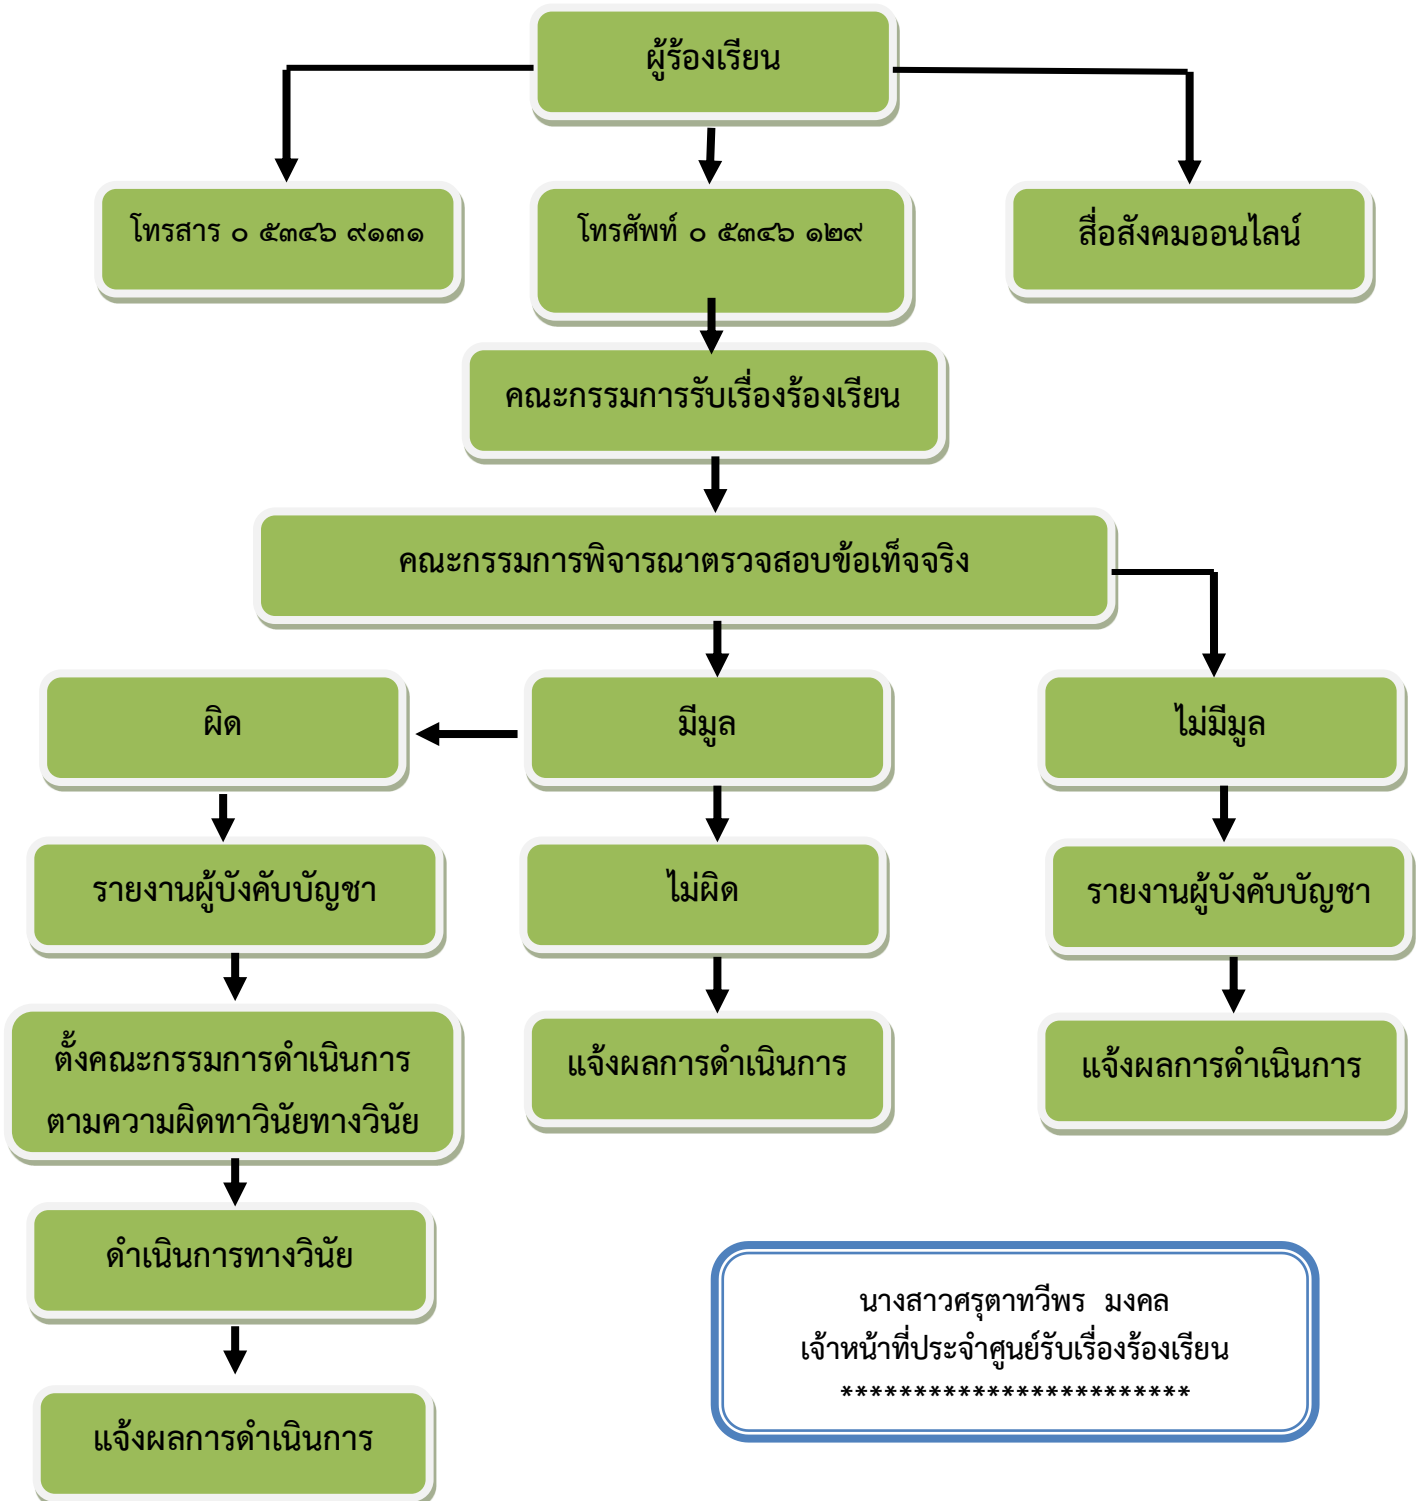 ผู้ร้องเรียน
โทรสาร ๐ ๕๓๔๖ ๙๑๓๑
โทรศัพท์ ๐ ๕๓๔๖ ๑๒๙
สื่อสังคมออนไลน์
คณะกรรมการรับเรื่องร้องเรียน
คณะกรรมการพิจารณาตรวจสอบข้อเท็จจริง
ผิด
มีมูล
ไม่มีมูล
รายงานผู้บังคับบัญชา
ไม่ผิด
รายงานผู้บังคับบัญชา
ตั้งคณะกรรมการดำเนินการ
ตามความผิดทาวินัยทางวินัย
แจ้งผลการดำเนินการ
แจ้งผลการดำเนินการ
ดำเนินการทางวินัย
แจ้งผลการดำเนินการ
นางสาวศรุตาทวีพร มงคล
เจ้าหน้าที่ประจำศูนย์รับเรื่องร้องเรียน
************************